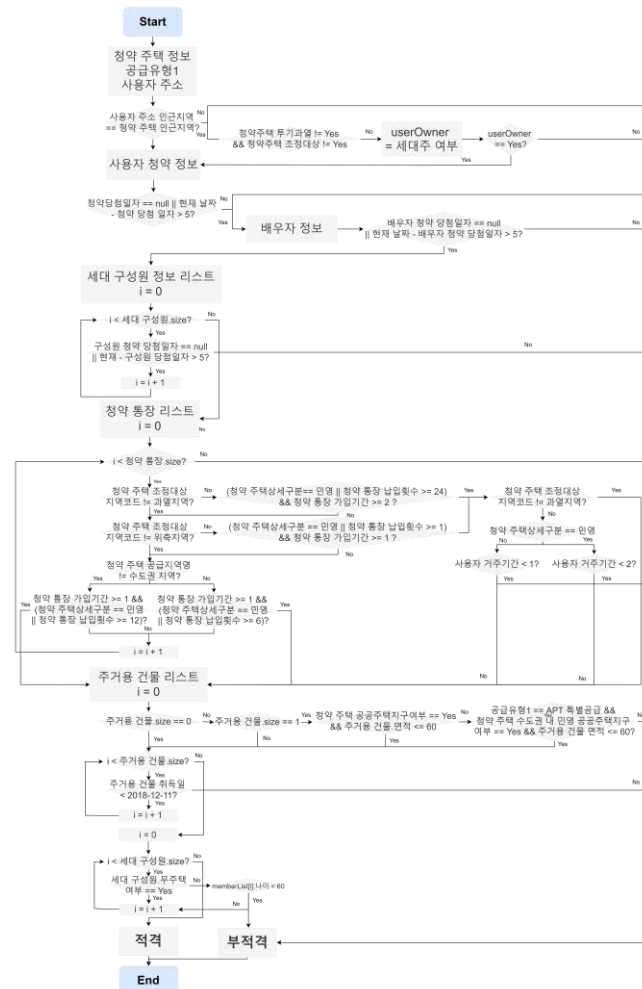 Start
청약 주택 정보
공급유형1
사용자 주소
사용자 주소 인근지역
== 청약 주택 인근지역?
No
Yes
청약주택 투기과열 != Yes
&& 청약주택 조정대상 != Yes
No
Yes
userOwner
= 세대주 여부
userOwner
== Yes?
No
Yes
사용자 청약 정보
청약당첨일자 == null || 현재 날짜
- 청약 당첨 일자 > 5?
No
Yes
배우자 정보
배우자 청약 당첨일자 == null
|| 현재 날짜 - 배우자 청약 당첨일자 > 5?
No
Yes
세대 구성원 정보 리스트
i = 0
i < 세대 구성원.size?
No
Yes
구성원 청약 당첨일자 == null
|| 현재 - 구성원 당첨일자 > 5?
No
Yes
i = i + 1
청약 통장 리스트
i = 0
No
i < 청약 통장.size?
No
Yes
청약 주택 조정대상
지역코드 != 과열지역?
No
(청약 주택상세구분== 민영 || 청약 통장 납입횟수 >= 24)
&& 청약 통장 가입기간 >= 2 ?
Yes
No
청약 주택 조정대상
지역코드 != 과열지역?
No
Yes
Yes
청약 주택 조정대상
지역코드 != 위축지역?
No
(청약 주택상세구분 == 민영 || 청약 통장 납입횟수 >= 1)
&& 청약 통장 가입기간 >= 1 ?
Yes
No
청약 주택상세구분 == 민영
No
Yes
Yes
청약 주택 공급지역명
!= 수도권 지역?
Yes
No
사용자 거주기간 < 1?
사용자 거주기간 < 2?
청약 통장 가입기간 >= 1 &&
(청약 주택상세구분 == 민영
|| 청약 통장 납입횟수 >= 12)?
청약 통장 가입기간 >= 1 &&
(청약 주택상세구분 == 민영
|| 청약 통장 납입횟수 >= 6)?
Yes
Yes
Yes
Yes
No
i = i + 1
No
No
주거용 건물 리스트
i = 0
주거용 건물.size == 0
No
주거용 건물.size == 1
Yes
No
청약 주택 공공주택지구여부 == Yes
&& 주거용 건물.면적 <= 60
No
Yes
공급유형1 == APT 특별공급 &&
청약 주택 수도권 내 민영 공공주택지구
여부 == Yes && 주거용 건물 면적 <= 60?
No
Yes
Yes
i < 주거용 건물.size?
No
Yes
주거용 건물 취득일
< 2018-12-11?
No
Yes
i = i + 1
i = 0
i < 세대 구성원.size?
No
Yes
세대 구성원.무주택
여부 == Yes
No
memberList[i].나이 < 60
Yes
No
Yes
i = i + 1
적격
부적격
End